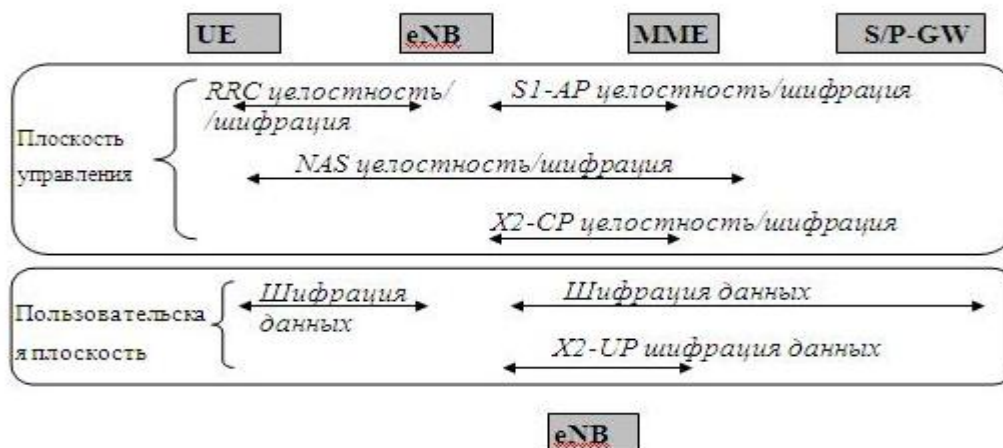 UE eNB MME S/P-GW
RRC целостность/ S1-AP целостность/шифрация
/шифрация
Плоскость
управления
NAS целостность/шифрация
X2-CP целостность/шифрация
Шифрация Шифрация данных
данных
Пользовательска
я плоскость
X2-UP шифрация данных
eNB